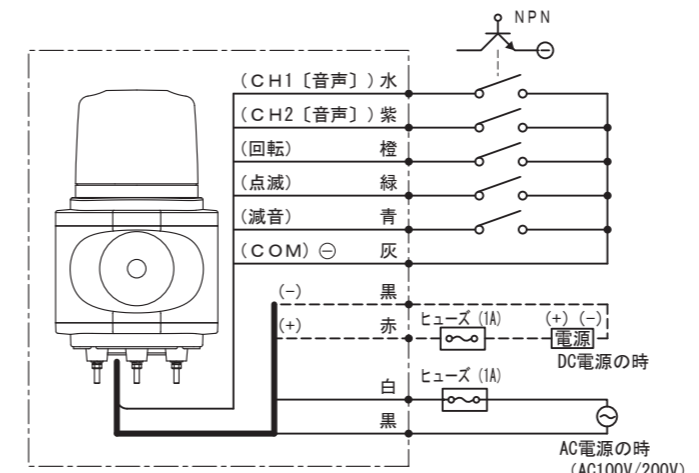 NPN
(CH1〔音声〕)水
(CH2〔音声〕)紫
(回転) 橙
(点滅) 緑
(減音) 青
(COM)⊖ 灰
(-) 黒
(+) 赤 ヒューズ(1A) (+) (-)
電源
DC電源の時
白 ヒューズ(1A)
黒
AC電源の時
(AC100V/200V)